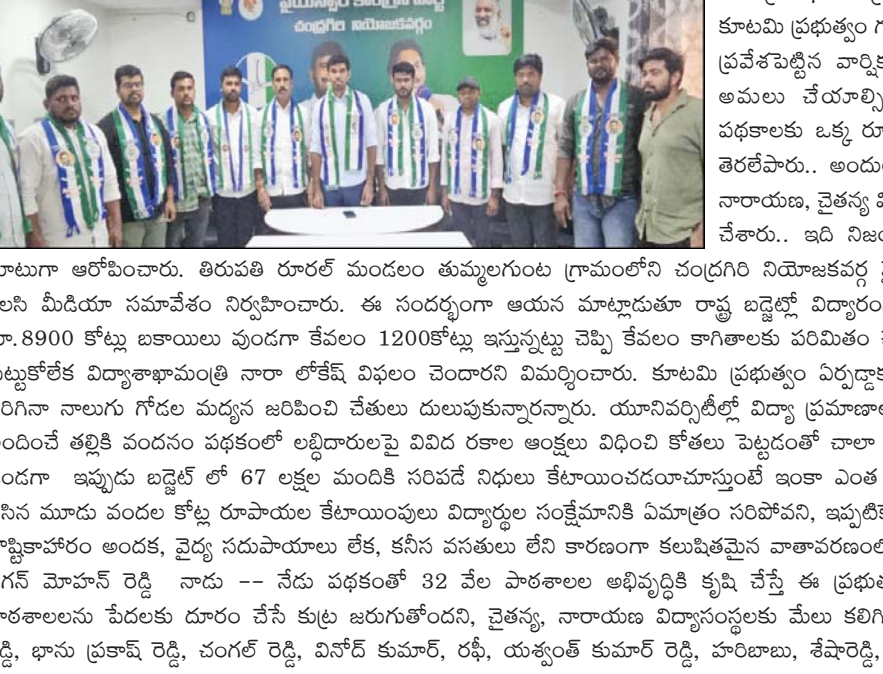 వైయస్సార్ కాంగ్రెస్ పార్టీ
చంద్రగిరి నియోజకవర్గం
కూటమి ప్రభుత్వం
ప్రవేశపెట్టిన వార్షిక
అమలు చేయాల్సి
పథకాలకు ఒక్క రూ
తెరలేపారు.. అందు
నారాయణ, చైతన్య వి
చేశారు.. ఇది నిజం
ాటుగా ఆరోపించారు. తిరుపతి రూరల్ మండలం తుమ్మలగుంట గ్రామంలోని చంద్రగిరి నియోజకవర్గ
లసి మీడియా సమావేశం నిర్వహించారు. ఈ సందర్భంగా ఆయన మాట్లాడుతూ రాష్ట్ర బడ్జెట్లో విద్యారం
ూ.8900 కోట్లు బకాయిలు వుండగా కేవలం 1200కోట్లు ఇస్తున్నట్టు చెప్పి కేవలం కాగితాలకు పరిమితం
ట్టుకోలేక విద్యాశాఖామంత్రి నారా లోకేష్ విఫలం చెందారని విమర్శించారు. కూటమి ప్రభుత్వం ఏర్పడ్డాక
రిగినా నాలుగు గోడల మద్యన జరిపించి చేతులు దులుపుకున్నారన్నారు. యూనివర్సిటీల్లో విద్యా ప్రమాణాల
ందించే తల్లికి వందనం పథకంలో లబ్ధిదారులపై వివిద రకాల ఆంక్షలు విధించి కోతలు పెట్టడంతో చాలా
ండగా ఇప్పుడు బడ్జెట్ లో 67 లక్షల మందికి సరిపడే నిధులు కేటాయించడయీచూస్తుంటే ఇంకా ఎంత
సిన మూడు వందల కోట్ల రూపాయల కేటాయింపులు విద్యార్థుల సంక్షేమానికి ఏమాత్రం సరిపోవని, ఇప్పటికే
ౌష్టికాహారం అందక, వైద్య సదుపాయాలు లేక, కనీస వసతులు లేని కారణంగా కలుషితమైన వాతావరణంల
గన్ మోహన్ రెడ్డి నాడు -- నేడు పథకంతో 32 వేల పాఠశాలల అభివృద్ధికి కృషి చేస్తే ఈ ప్రభుత
ాఠశాలలను పేదలకు దూరం చేసే కుట్ర జరుగుతోందని, చైతన్య, నారాయణ విద్యాసంస్థలకు మేలు కలిగి
డ్డి, భాను ప్రకాష్ రెడ్డి, చంగల్ రెడ్డి, వినోద్ కుమార్, రఫీ, యశ్వంత్ కుమార్ రెడ్డి, హరిబాబు, శేషారెడ్డి,